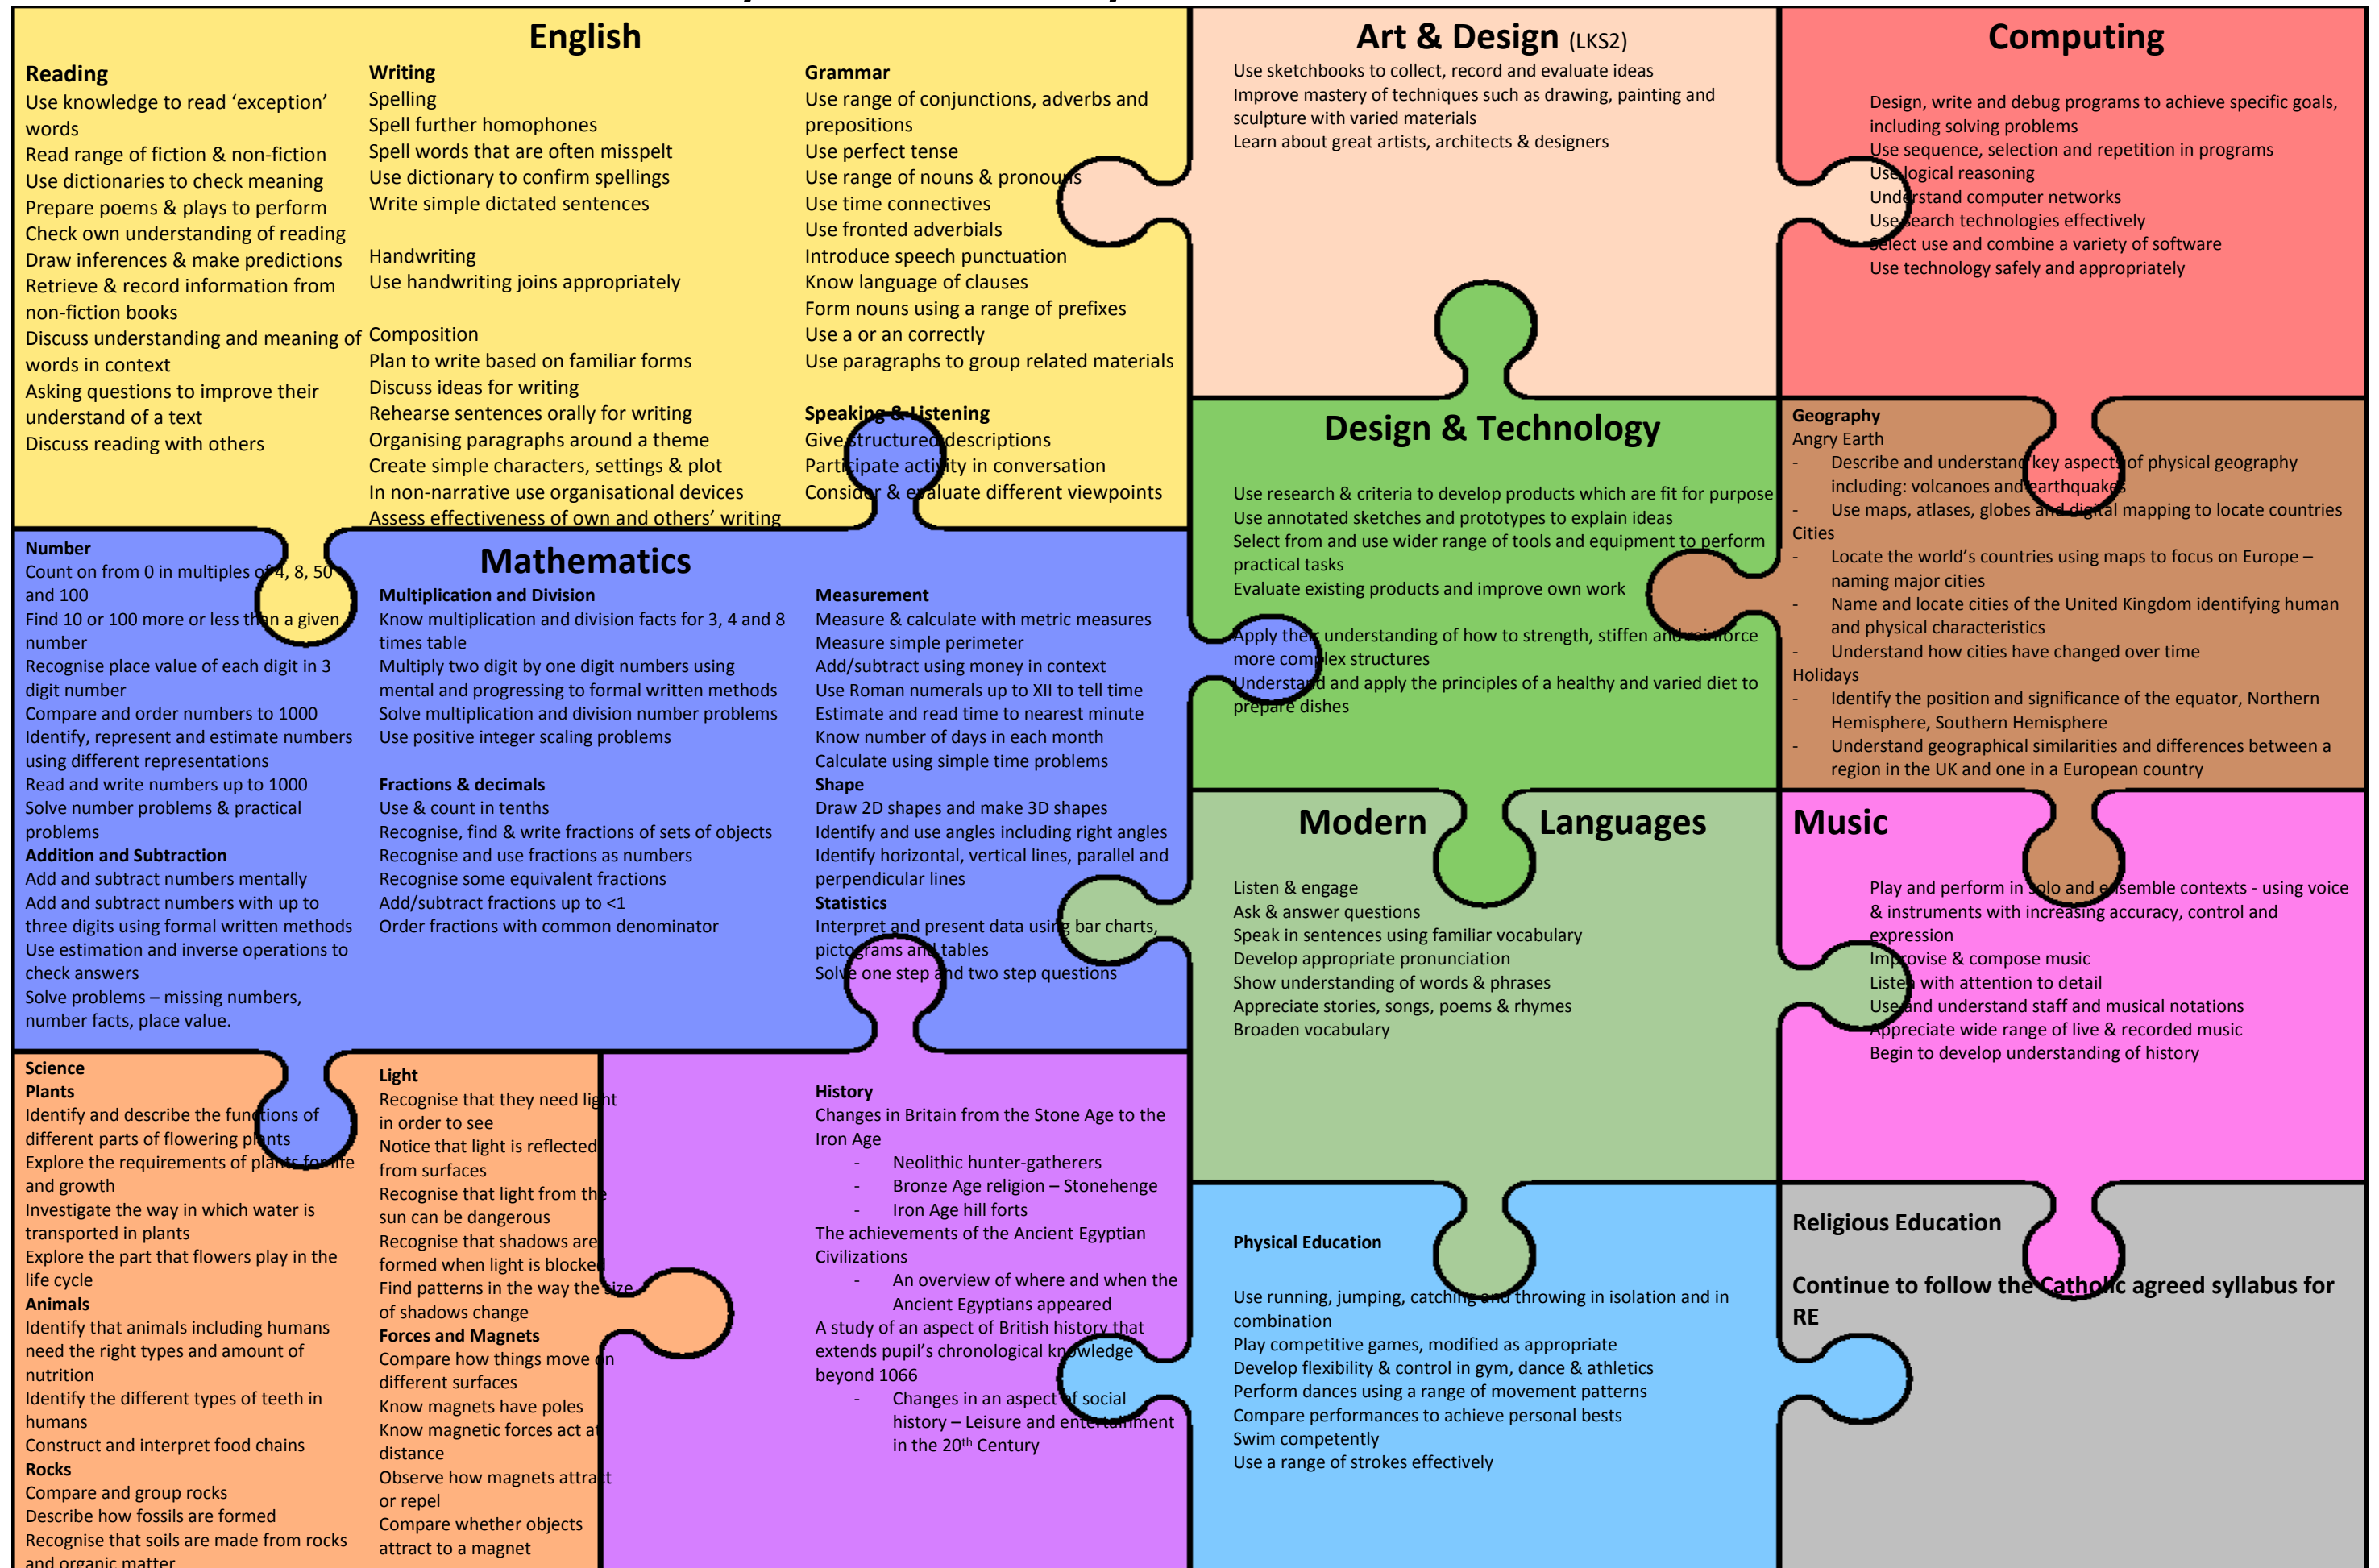 English
Reading
Use knowledge to read ‘exception’
words
Read range of fiction & non-fiction
Use dictionaries to check meaning
Prepare poems & plays to perform
Check own understanding of reading
Draw inferences & make predictions
Retrieve & record information from
non-fiction books
Discuss understanding and meaning of
words in context
Asking questions to improve their
understand of a text
Discuss reading with others
Writing
Spelling
Spell further homophones
Spell words that are often misspelt
Use dictionary to confirm spellings
Write simple dictated sentences
Handwriting
Use handwriting joins appropriately
Composition
Plan to write based on familiar forms
Discuss ideas for writing
Rehearse sentences orally for writing
Organising paragraphs around a theme
Create simple characters, settings & plot
In non-narrative use organisational devices
Assess effectiveness of own and others’ writing
Grammar
Use range of conjunctions, adverbs and
prepositions
Use perfect tense
Use range of nouns & pronouns
Use time connectives
Use fronted adverbials
Introduce speech punctuation
Know language of clauses
Form nouns using a range of prefixes
Use a or an correctly
Use paragraphs to group related materials
Speaking & Listening
Give structured descriptions
Participate activity in conversation
Consider & evaluate different viewpoints
Art & Design (LKS2)
Use sketchbooks to collect, record and evaluate ideas
Improve mastery of techniques such as drawing, painting and
sculpture with varied materials
Learn about great artists, architects & designers
Computing
Design, write and debug programs to achieve specific goals,
including solving problems
Use sequence, selection and repetition in programs
Use logical reasoning
Understand computer networks
Use search technologies effectively
Select use and combine a variety of software
Use technology safely and appropriately
Design & Technology
Use research & criteria to develop products which are fit for purpose
Use annotated sketches and prototypes to explain ideas
Select from and use wider range of tools and equipment to perform
practical tasks
Evaluate existing products and improve own work
Apply their understanding of how to strength, stiffen and reinforce
more complex structures
Understand and apply the principles of a healthy and varied diet to
prepare dishes
Geography
Angry Earth
- Describe and understand key aspects of physical geography
including: volcanoes and earthquakes
- Use maps, atlases, globes and digital mapping to locate countries
Cities
- Locate the world’s countries using maps to focus on Europe –
naming major cities
- Name and locate cities of the United Kingdom identifying human
and physical characteristics
- Understand how cities have changed over time
Holidays
- Identify the position and significance of the equator, Northern
Hemisphere, Southern Hemisphere
- Understand geographical similarities and differences between a
region in the UK and one in a European country
Mathematics
Number
Count on from 0 in multiples of 4, 8, 50
and 100
Find 10 or 100 more or less than a given
number
Recognise place value of each digit in 3
digit number
Compare and order numbers to 1000
Identify, represent and estimate numbers
using different representations
Read and write numbers up to 1000
Solve number problems & practical
problems
Addition and Subtraction
Add and subtract numbers mentally
Add and subtract numbers with up to
three digits using formal written methods
Use estimation and inverse operations to
check answers
Solve problems – missing numbers,
number facts, place value.
Multiplication and Division
Know multiplication and division facts for 3, 4 and 8
times table
Multiply two digit by one digit numbers using
mental and progressing to formal written methods
Solve multiplication and division number problems
Use positive integer scaling problems
Fractions & decimals
Use & count in tenths
Recognise, find & write fractions of sets of objects
Recognise and use fractions as numbers
Recognise some equivalent fractions
Add/subtract fractions up to <1
Order fractions with common denominator
Measurement
Measure & calculate with metric measures
Measure simple perimeter
Add/subtract using money in context
Use Roman numerals up to XII to tell time
Estimate and read time to nearest minute
Know number of days in each month
Calculate using simple time problems
Shape
Draw 2D shapes and make 3D shapes
Identify and use angles including right angles
Identify horizontal, vertical lines, parallel and
perpendicular lines
Statistics
Interpret and present data using bar charts,
pictograms and tables
Solve one step and two step questions
Modern Languages
Listen & engage
Ask & answer questions
Speak in sentences using familiar vocabulary
Develop appropriate pronunciation
Show understanding of words & phrases
Appreciate stories, songs, poems & rhymes
Broaden vocabulary
Music
Play and perform in solo and ensemble contexts - using voice
& instruments with increasing accuracy, control and
expression
Improvise & compose music
Listen with attention to detail
Use and understand staff and musical notations
Appreciate wide range of live & recorded music
Begin to develop understanding of history
Science
Plants
Identify and describe the functions of
different parts of flowering plants
Explore the requirements of plants for life
and growth
Investigate the way in which water is
transported in plants
Explore the part that flowers play in the
life cycle
Animals
Identify that animals including humans
need the right types and amount of
nutrition
Identify the different types of teeth in
humans
Construct and interpret food chains
Rocks
Compare and group rocks
Describe how fossils are formed
Recognise that soils are made from rocks
and organic matter
Light
Recognise that they need light
in order to see
Notice that light is reflected
from surfaces
Recognise that light from the
sun can be dangerous
Recognise that shadows are
formed when light is blocked
Find patterns in the way the size
of shadows change
Forces and Magnets
Compare how things move on
different surfaces
Know magnets have poles
Know magnetic forces act at
distance
Observe how magnets attract
or repel
Compare whether objects
attract to a magnet
History
Changes in Britain from the Stone Age to the
Iron Age
- Neolithic hunter-gatherers
- Bronze Age religion – Stonehenge
- Iron Age hill forts
The achievements of the Ancient Egyptian
Civilizations
- An overview of where and when the
Ancient Egyptians appeared
A study of an aspect of British history that
extends pupil’s chronological knowledge
beyond 1066
- Changes in an aspect of social
history – Leisure and entertainment
in the 20th Century
Physical Education
Use running, jumping, catching and throwing in isolation and in
combination
Play competitive games, modified as appropriate
Develop flexibility & control in gym, dance & athletics
Perform dances using a range of movement patterns
Compare performances to achieve personal bests
Swim competently
Use a range of strokes effectively
Religious Education
Continue to follow the Catholic agreed syllabus for
RE